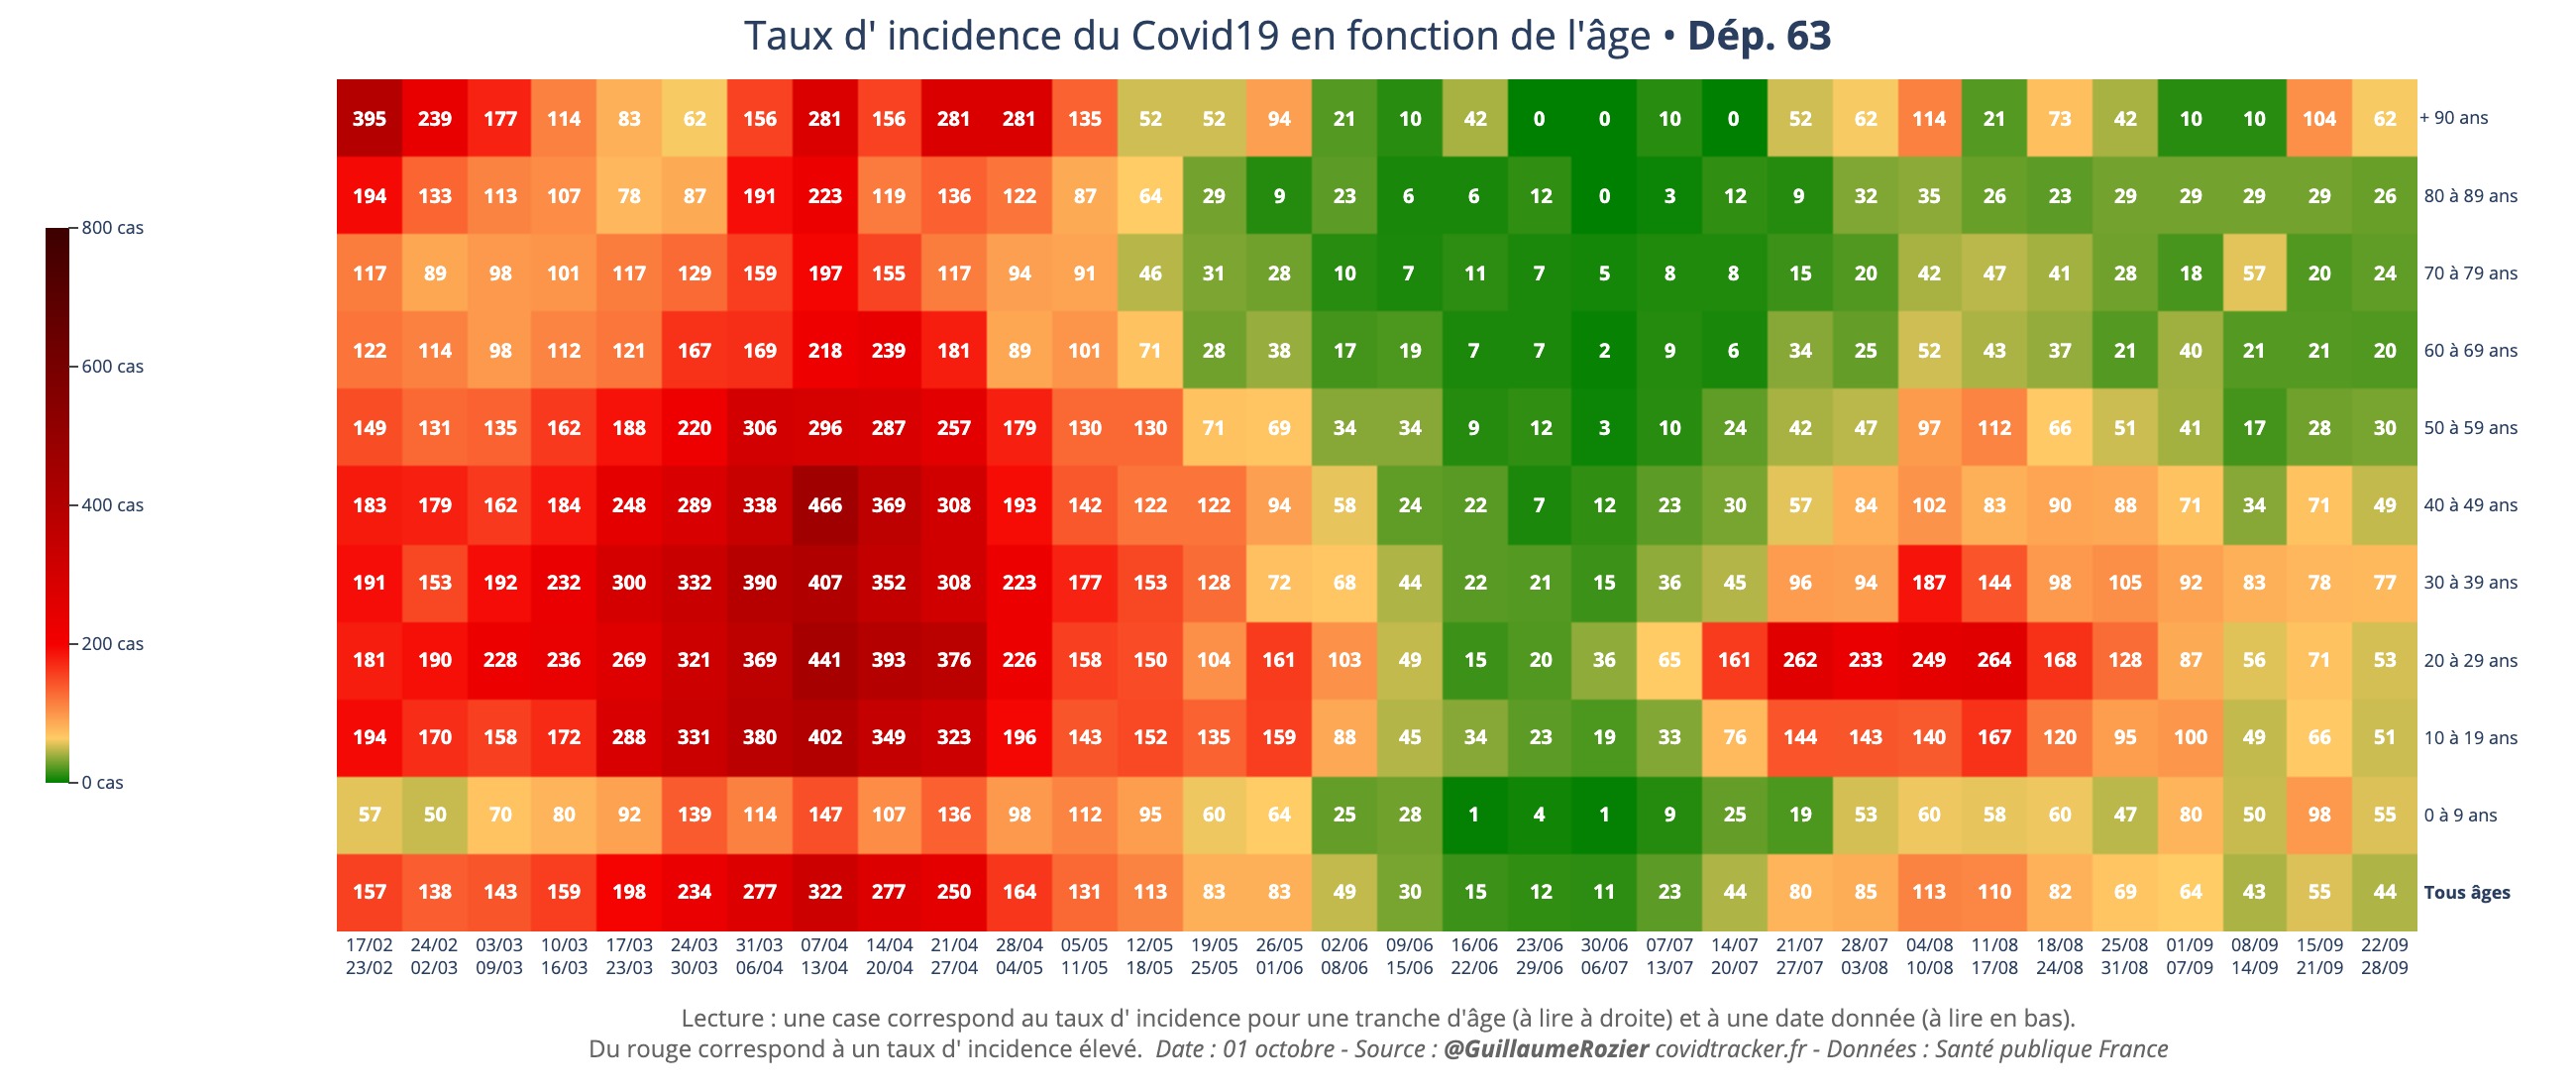 Taux d' incidence du Covid19 en fonction de l'âge • Dép. 63
800 cas
600 cas
400 cas
200 cas
0 cas
395 239 177 114 83 62 156 281 156 281 281 135 52 52 94 21 10 42 0 0 10 0 52 62 114 21 73 42 10 10 104 62 + 90 ans
194 133 113 107 78 87 191 223 119 136 122 87 64 29 9 23 6 6 12 0 3 12 9 32 35 26 23 29 29 29 29 26 80 à 89 ans
117 89 98 101 117 129 159 197 155 117 94 91 46 31 28 10 7 11 7 5 8 8 15 20 42 47 41 28 18 57 20 24 70 à 79 ans
122 114 98 112 121 167 169 218 239 181 89 101 71 28 38 17 19 7 7 2 9 6 34 25 52 43 37 21 40 21 21 20 60 à 69 ans
149 131 135 162 188 220 306 296 287 257 179 130 130 71 69 34 34 9 12 3 10 24 42 47 97 112 66 51 41 17 28 30 50 à 59 ans
183 179 162 184 248 289 338 466 369 308 193 142 122 122 94 58 24 22 7 12 23 30 57 84 102 83 90 88 71 34 71 49 40 à 49 ans
191 153 192 232 300 332 390 407 352 308 223 177 153 128 72 68 44 22 21 15 36 45 96 94 187 144 98 105 92 83 78 77 30 à 39 ans
181 190 228 236 269 321 369 441 393 376 226 158 150 104 161 103 49 15 20 36 65 161 262 233 249 264 168 128 87 56 71 53 20 à 29 ans
194 170 158 172 288 331 380 402 349 323 196 143 152 135 159 88 45 34 23 19 33 76 144 143 140 167 120 95 100 49 66 51 10 à 19 ans
57 50 70 80 92 139 114 147 107 136 98 112 95 60 64 25 28 1 4 1 9 25 19 53 60 58 60 47 80 50 98 55 0 à 9 ans
157 138 143 159 198 234 277 322 277 250 164 131 113 83 83 49 30 15 12 11 23 44 80 85 113 110 82 69 64 43 55 44 Tous âges
17/02 24/02 03/03 10/03 17/03 24/03 31/03 07/04 14/04 21/04 28/04 05/05 12/05 19/05 26/05 02/06 09/06 16/06 23/06 30/06 07/07 14/07 21/07 28/07 04/08 11/08 18/08 25/08 01/09 08/09 15/09 22/09
23/02 02/03 09/03 16/03 23/03 30/03 06/04 13/04 20/04 27/04 04/05 11/05 18/05 25/05 01/06 08/06 15/06 22/06 29/06 06/07 13/07 20/07 27/07 03/08 10/08 17/08 24/08 31/08 07/09 14/09 21/09 28/09
Lecture : une case correspond au taux d' incidence pour une tranche d'âge (à lire à droite) et à une date donnée (à lire en bas).
Du rouge correspond à un taux d' incidence élevé. Date : 01 octobre - Source : @GuillaumeRozier covidtracker.fr - Données : Santé publique France